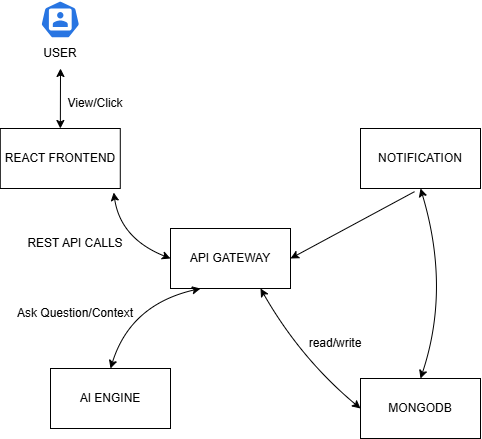 USER
View/Click
REACT FRONTEND
NOTIFICATION
REST API CALLS
API GATEWAY
Ask Question/Context
read/write
AI ENGINE
MONGODB